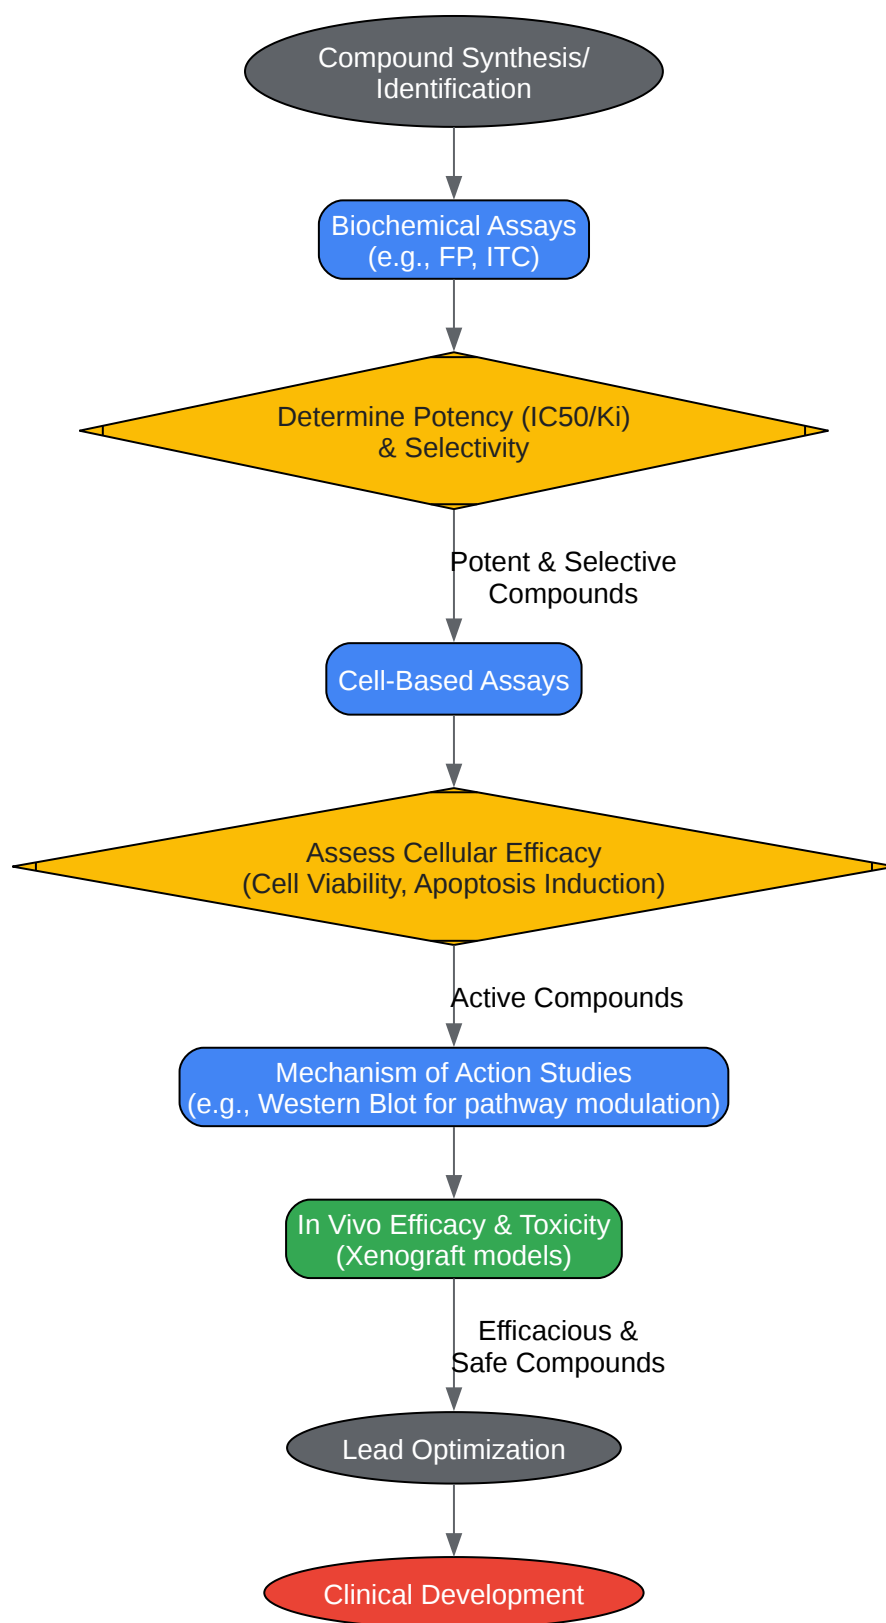 Compound Synthesis/
Identification
Biochemical Assays
(e.g., FP, ITC)
Determine Potency (IC50/Ki)
& Selectivity
Potent & Selective
Compounds
Cell-Based Assays
Assess Cellular Efficacy
(Cell Viability, Apoptosis Induction)
Active Compounds
Mechanism of Action Studies
(e.g., Western Blot for pathway modulation)
In Vivo Efficacy & Toxicity
(Xenograft models)
Efficacious &
Safe Compounds
Lead Optimization
Clinical Development